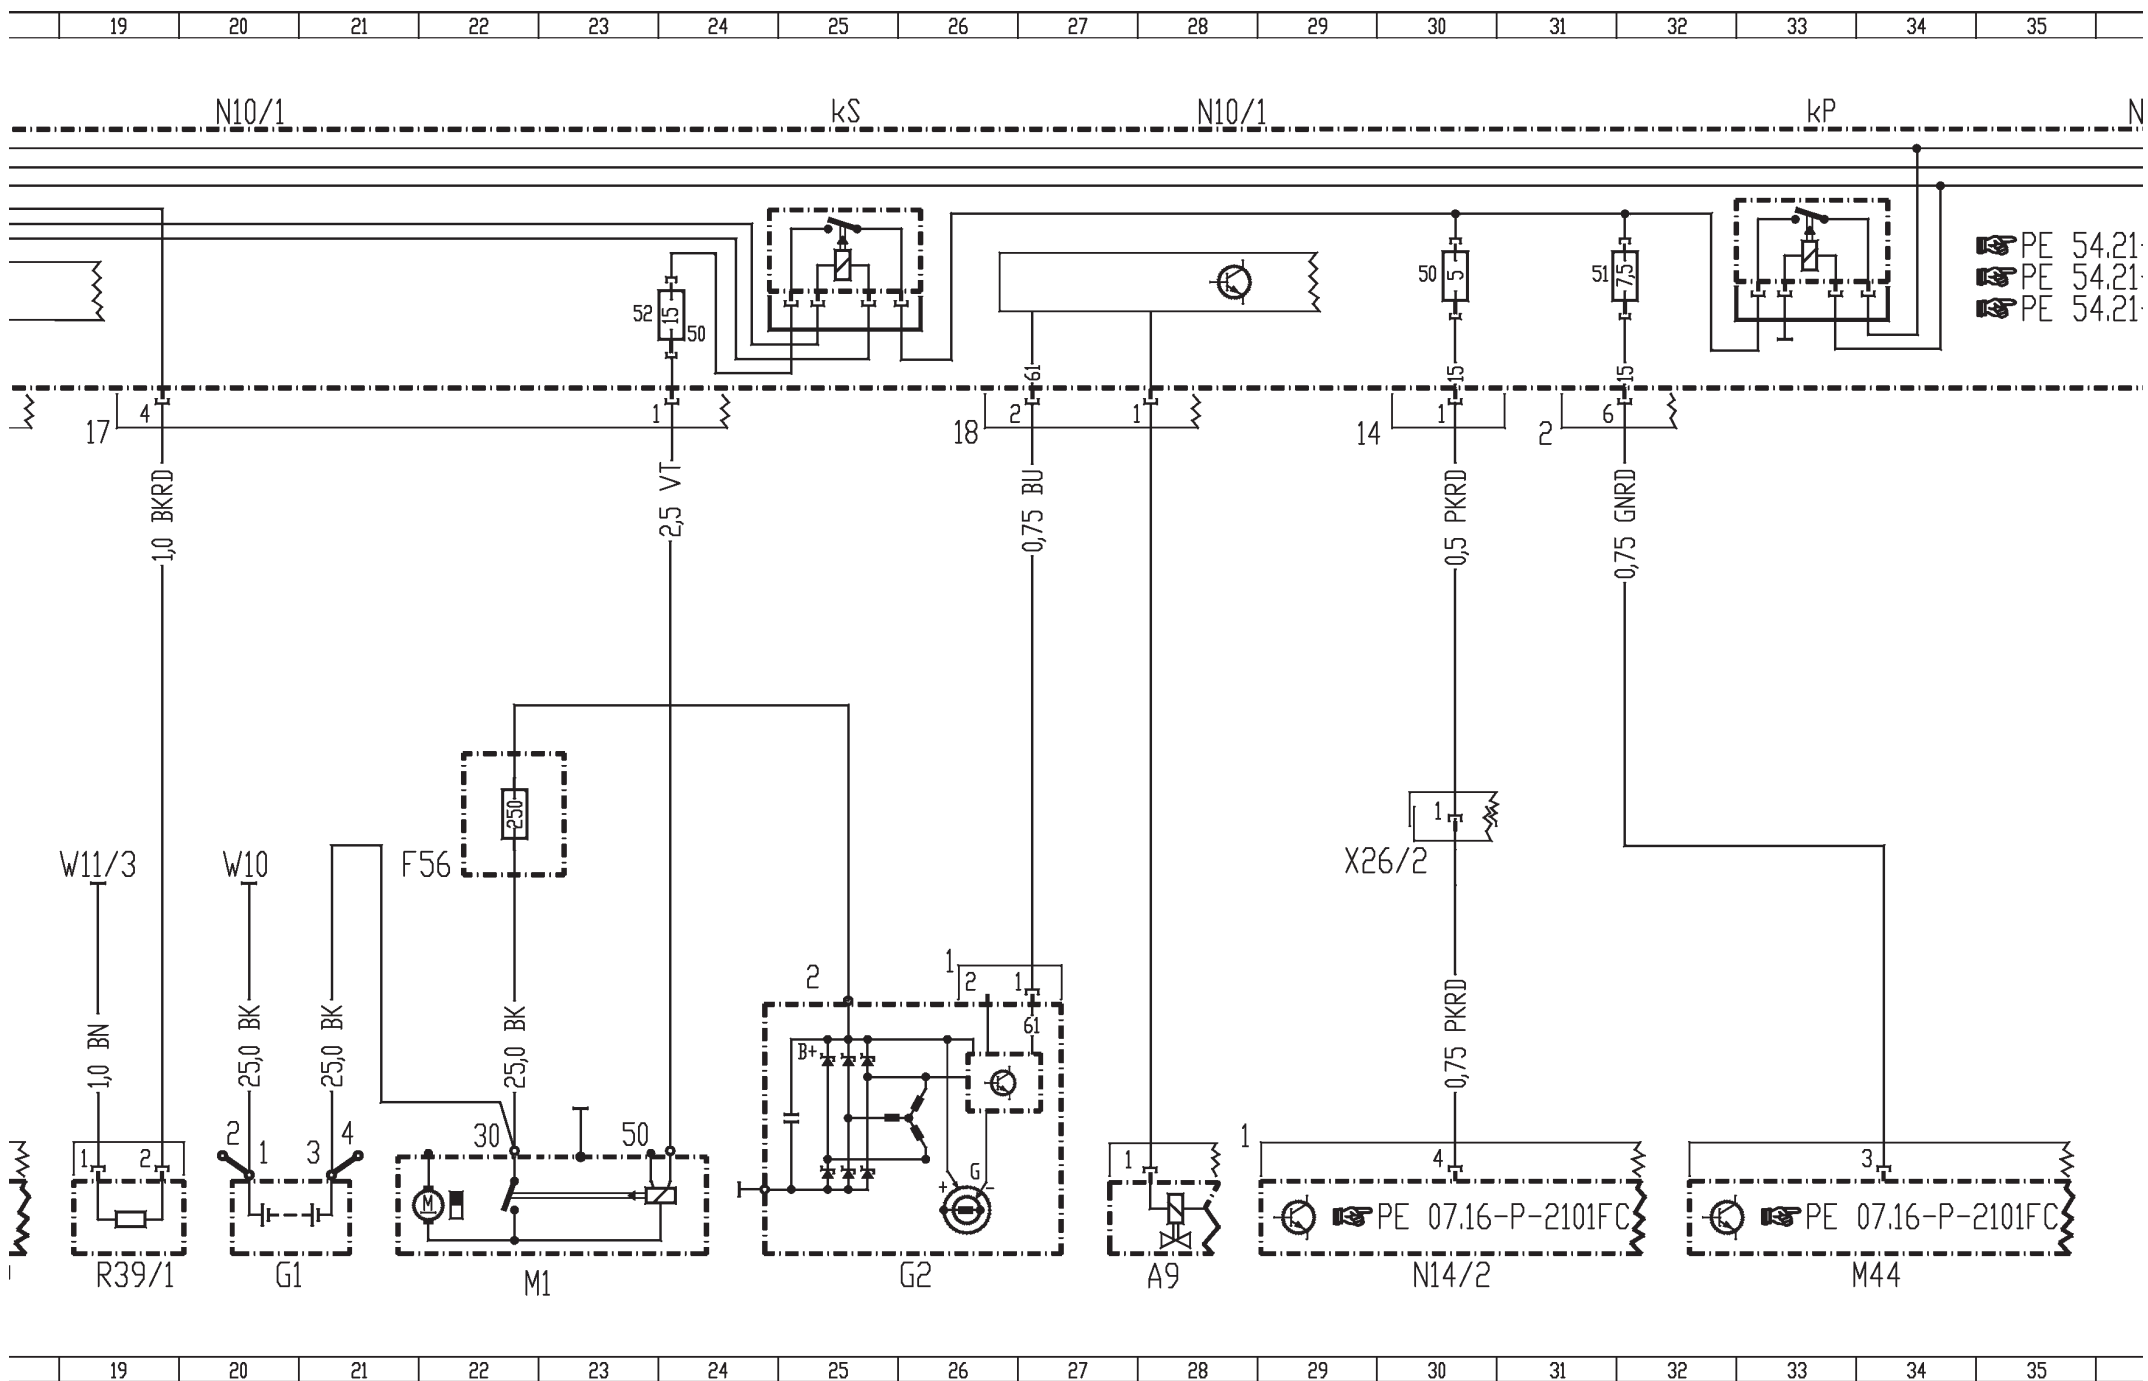 19 20 21 22 23 24 25 26 27 28 29 30 31 32 33 34 35
N10/1 kS N10/1 kP N
PE 54.21-
50 5 51 7,5
PE 54.21-
52 15 50
PE 54.21-
61 15 15
17 4 1 18 2 1 14 1 2 6
1,0 BKRD
2,5 VT
0,75 BU
0,5 PKRD
0,75 GNRD
250
F56
1
X26/2
W11/3 W10
1,0 BN
25,0 BK
25,0 BK
25,0 BK
0,75 PKRD
2 1 2 1
61
B+
G
+ -
1 2
2 1 3 4
30 50
M
1
1 4
3
PE 07.16-P-2101FC
PE 07.16-P-2101FC
R39/1 G1 M1 G2 A9 N14/2 M44
19 20 21 22 23 24 25 26 27 28 29 30 31 32 33 34 35